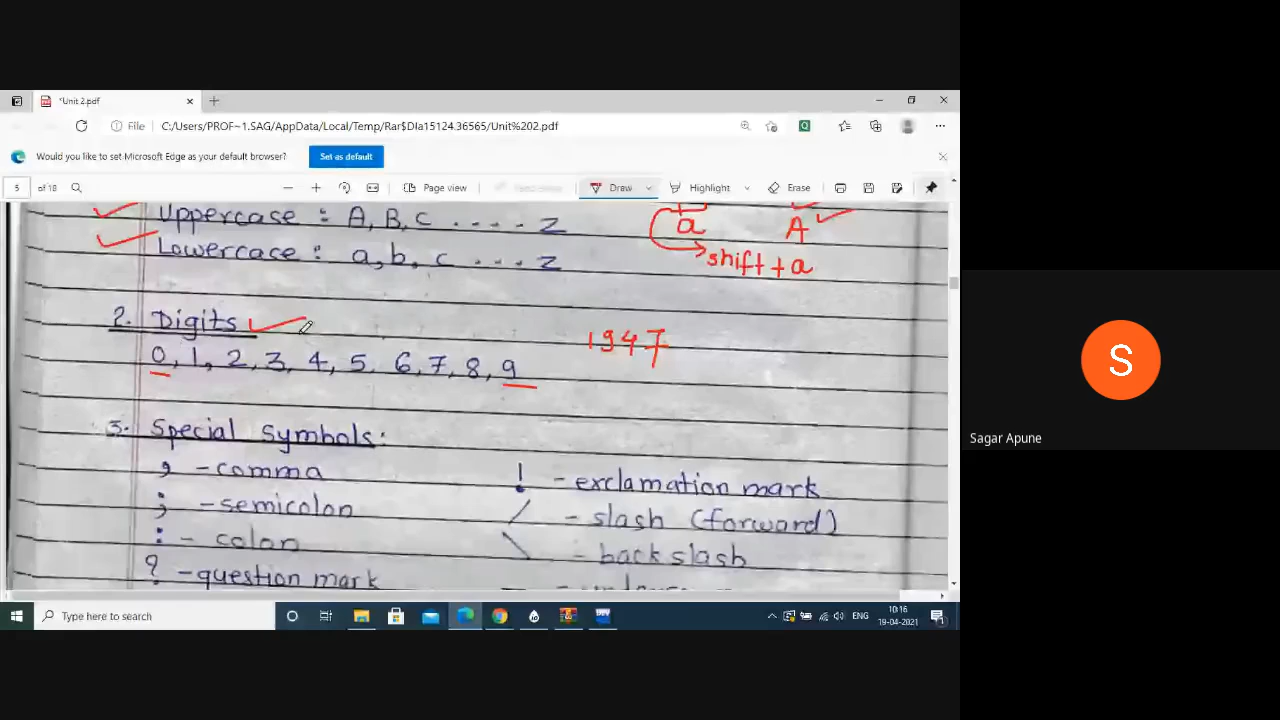 *Unit 2.pdf
File C:/Users/PROF~1.SAG/AppData/Local/Temp/Rar$DIa15124.36565/Unit%202.pdf
Would you like to set Microsoft Edge as your default browser? Set as default
5 of 18 Page view Draw Highlight Erase
Uppercase : A, B, C .... Z
a A
Lowercase : a, b, c ... z
shift + a
2. Digits
1947
0, 1, 2, 3, 4, 5, 6, 7, 8, 9
3. Special Symbols:
, - comma
! - exclamation mark
; - semicolon
/ - slash (forward)
: - colon
\ - back slash
? - question mark
Sagar Apune
Type here to search
ENG
10:16
19-04-2021